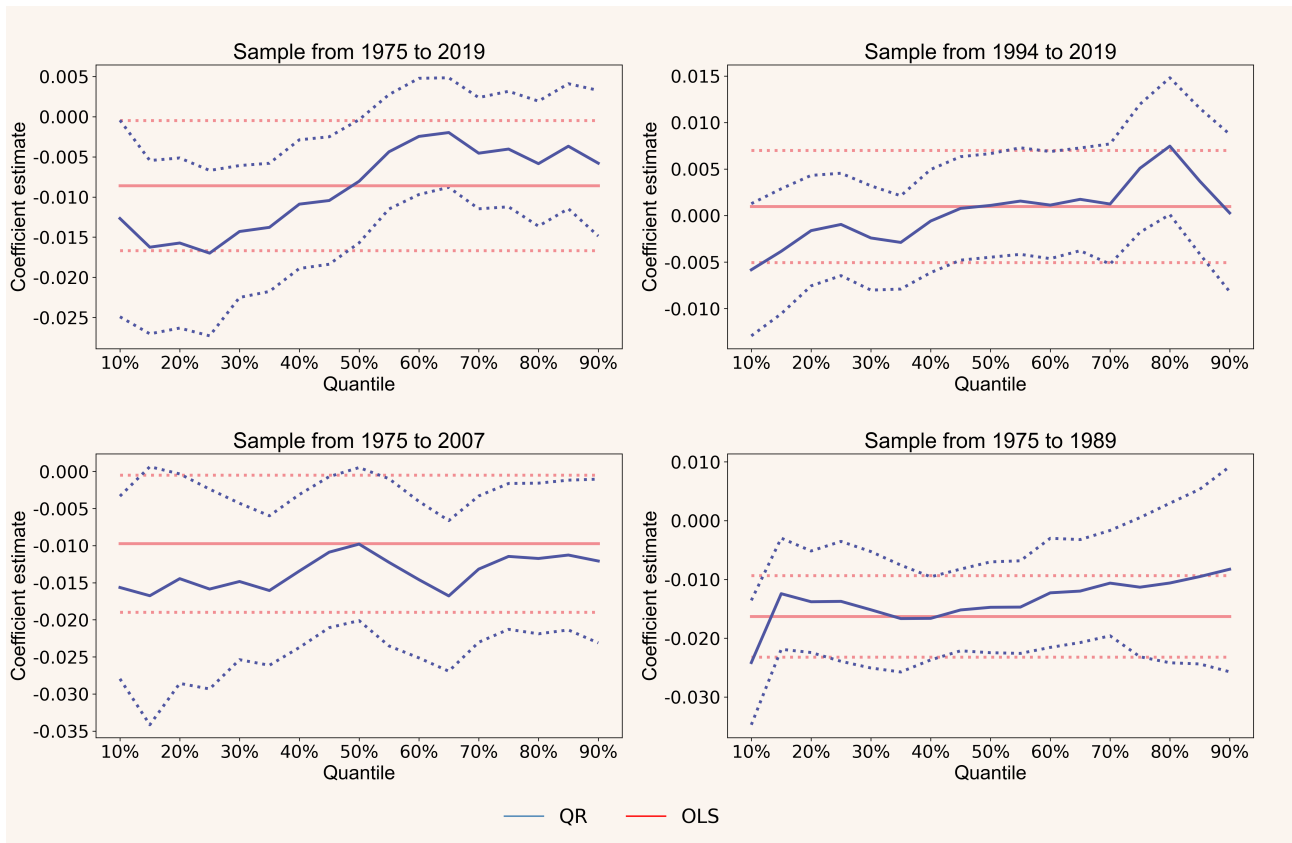 Sample from 1975 to 2019
0.005
0.000
-0.005
-0.010
-0.015
-0.020
-0.025
Coefficient estimate
10% 20% 30% 40% 50% 60% 70% 80% 90%
Quantile
Sample from 1994 to 2019
0.015
0.010
0.005
0.000
-0.005
-0.010
Coefficient estimate
10% 20% 30% 40% 50% 60% 70% 80% 90%
Quantile
Sample from 1975 to 2007
0.000
-0.005
-0.010
-0.015
-0.020
-0.025
-0.030
-0.035
Coefficient estimate
10% 20% 30% 40% 50% 60% 70% 80% 90%
Quantile
Sample from 1975 to 1989
0.010
0.000
-0.010
-0.020
-0.030
Coefficient estimate
10% 20% 30% 40% 50% 60% 70% 80% 90%
Quantile
QR OLS